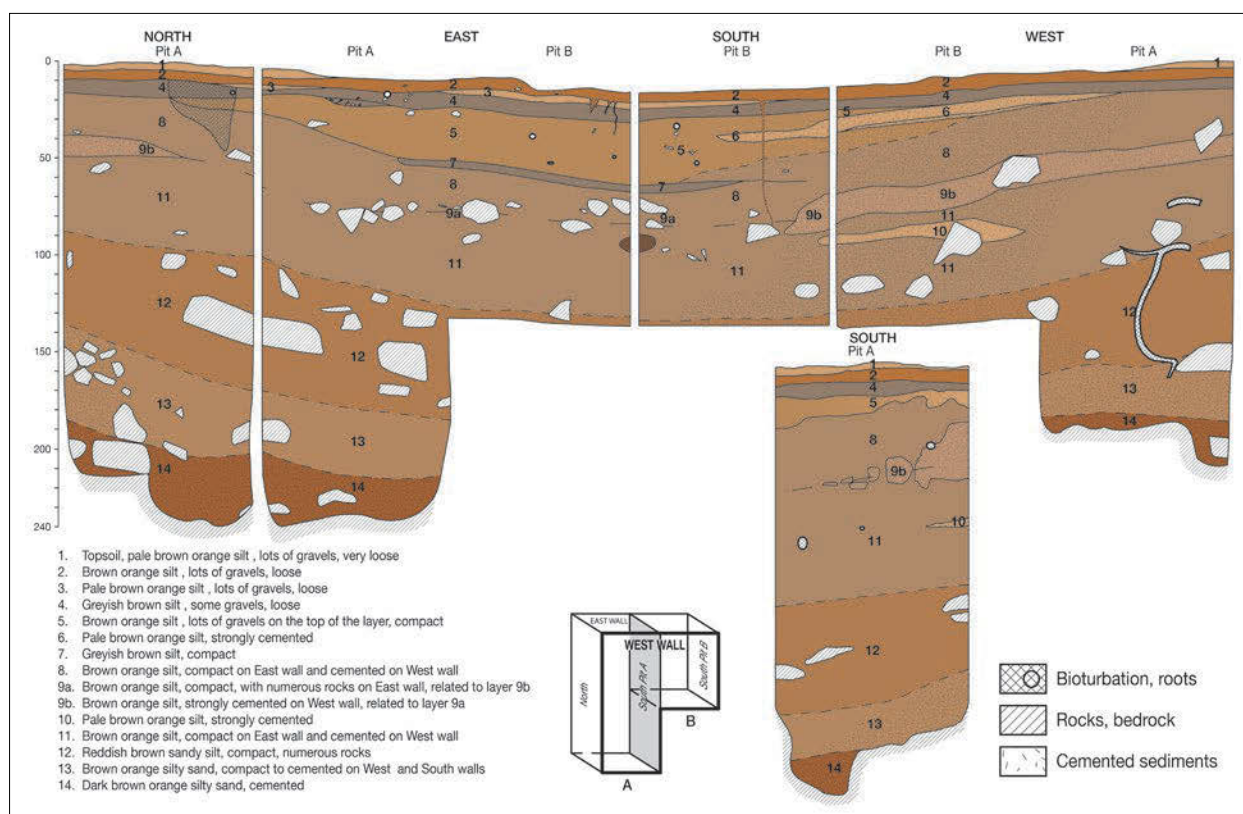 NORTH EAST SOUTH WEST
Pit A Pit A Pit B Pit B Pit B Pit A
0
50
100
150
200
240
1
2
4
8
9b
11
12
13
14
3
2
3
4
5
7
8
9a
11
12
13
14
2
4
6
5
7
8
9a
9b
11
1
2
4
5
6
8
9b
11
10
11
12
13
14
SOUTH
Pit A
1
2
4
5
8
9b
10
11
12
13
14
1. Topsoil, pale brown orange silt , lots of gravels, very loose
2. Brown orange silt , lots of gravels, loose
3. Pale brown orange silt , lots of gravels, loose
4. Greyish brown silt , some gravels, loose
5. Brown orange silt , lots of gravels on the top of the layer, compact
6. Pale brown orange silt, strongly cemented
7. Greyish brown silt, compact
8. Brown orange silt, compact on East wall and cemented on West wall
9a. Brown orange silt, compact, with numerous rocks on East wall, related to layer 9b
9b. Brown orange silt, strongly cemented on West wall, related to layer 9a
10. Pale brown orange silt, strongly cemented
11. Brown orange silt, compact on East wall and cemented on West wall
12. Reddish brown sandy silt, compact, numerous rocks
13. Brown orange silty sand, compact to cemented on West and South walls
14. Dark brown orange silty sand, cemented
EAST WALL
WEST WALL
North
South Pit A
South Pit B
B
A
Bioturbation, roots
Rocks, bedrock
Cemented sediments